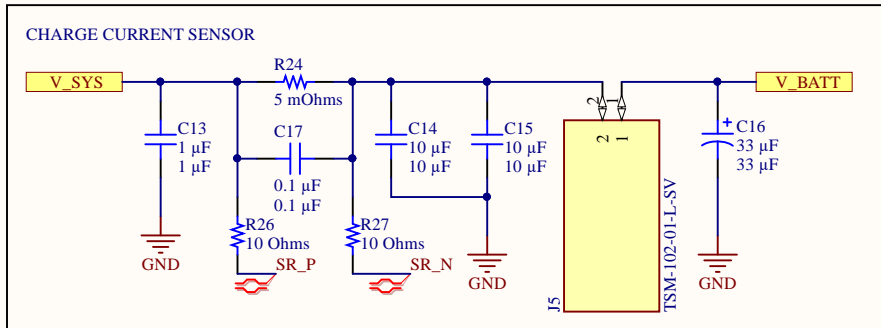 CHARGE CURRENT SENSOR
V_SYS
R24
5 mOhms
V_BATT
C13
1 µF
1 µF
C17
0.1 µF
0.1 µF
C14
10 µF
10 µF
C15
10 µF
10 µF
2
1
2
1
C16
+
33 µF
33 µF
R26
10 Ohms
R27
10 Ohms
SR_P
SR_N
GND
GND
GND
J5
TSM-102-01-L-SV